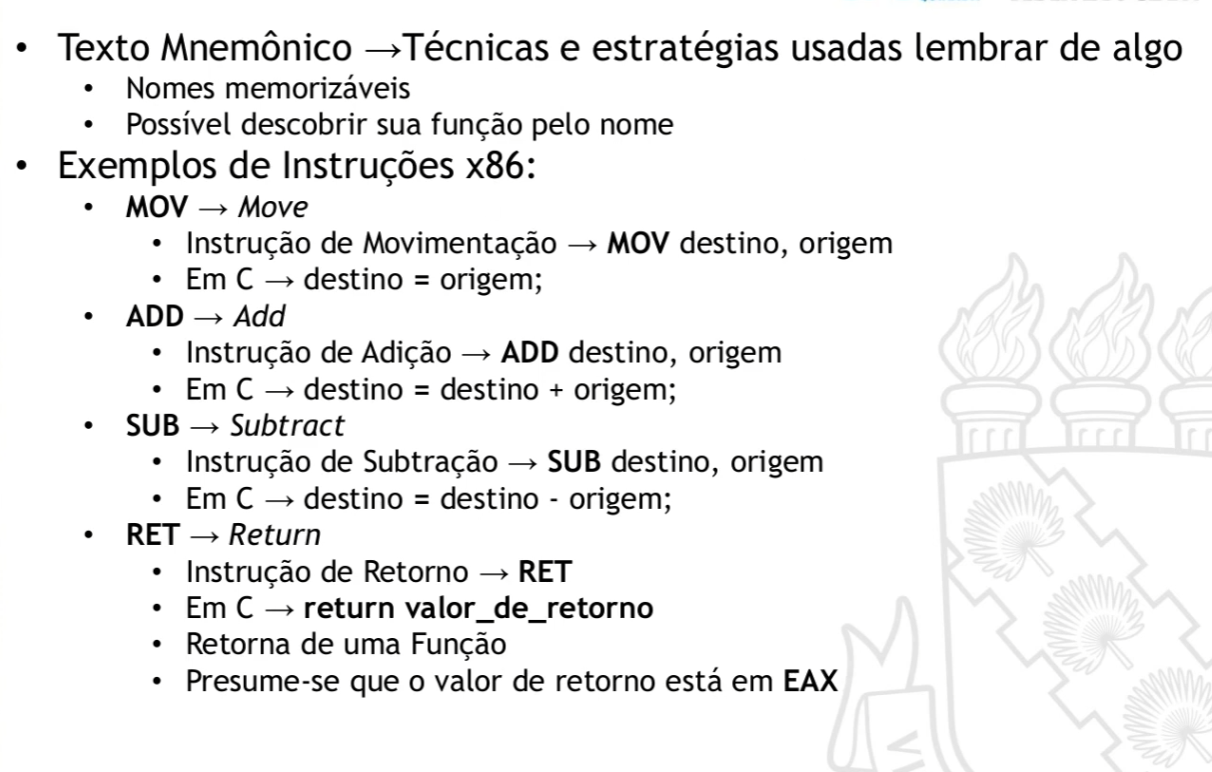 • Texto Mnemônico →Técnicas e estratégias usadas lembrar de algo
• Nomes memorizáveis
• Possível descobrir sua função pelo nome
• Exemplos de Instruções x86:
• MOV → Move
• Instrução de Movimentação → MOV destino, origem
• Em C → destino = origem;
• ADD → Add
• Instrução de Adição → ADD destino, origem
• Em C → destino = destino + origem;
• SUB → Subtract
• Instrução de Subtração → SUB destino, origem
• Em C → destino = destino - origem;
• RET → Return
• Instrução de Retorno → RET
• Em C → return valor_de_retorno
• Retorna de uma Função
• Presume-se que o valor de retorno está em EAX